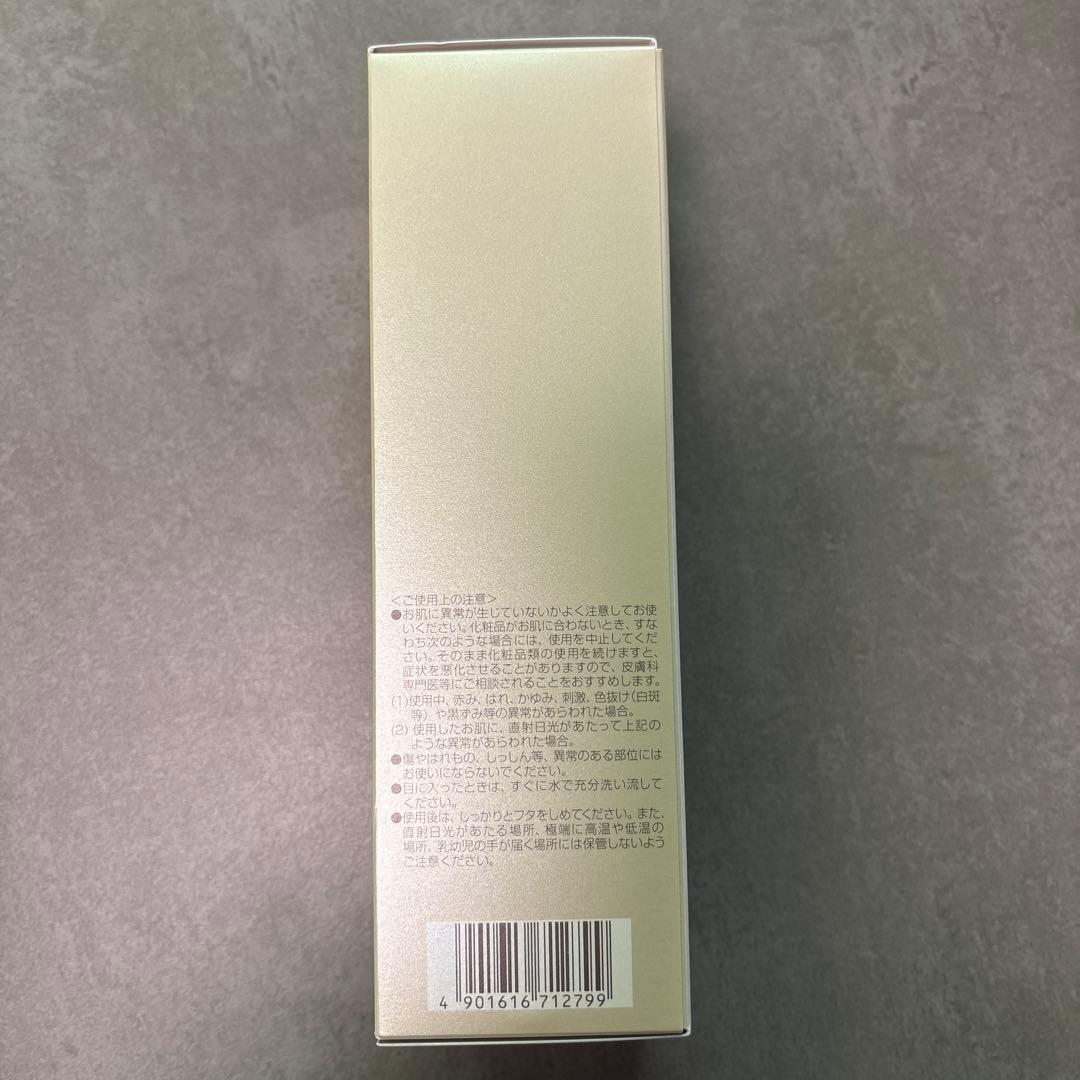 ＜ご使用上の注意＞
●お肌に異常が生じていないかよく注意してお使
いください。化粧品がお肌に合わないとき、すな
わち次のような場合には、使用を中止してくだ
さい。そのまま化粧品類の使用を続けますと、
症状を悪化させることがありますので、皮膚科
専門医等にご相談されることをおすすめします。
(1)使用中、赤み、はれ、かゆみ、刺激、色抜け（白斑
等）や黒ずみ等の異常があらわれた場合。
(2) 使用したお肌に、直射日光があたって上記の
ような異常があらわれた場合。
●傷やはれもの、しっしん等、異常のある部位には
お使いにならないでください。
●目に入ったときは、すぐに水で充分洗い流して
ください。
●使用後は、しっかりとフタをしめてください。また、
直射日光があたる場所、極端に高温や低温の
場所、乳幼児の手が届く場所には保管しないよう
ご注意ください。
4 901616 712799